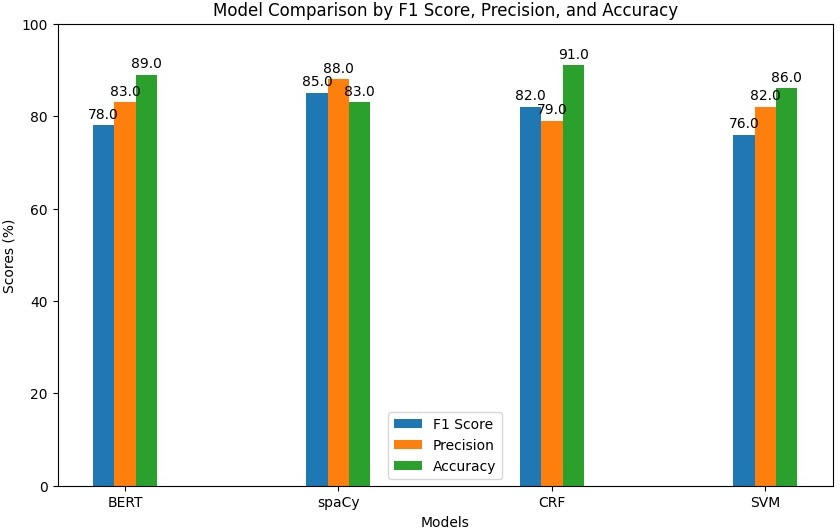 Model Comparison by F1 Score, Precision, and Accuracy
Scores (%)
100
80
60
40
20
0
78.0
83.0
89.0
85.0
88.0
83.0
82.0
79.0
91.0
76.0
82.0
86.0
F1 Score
Precision
Accuracy
BERT
spaCy
CRF
SVM
Models